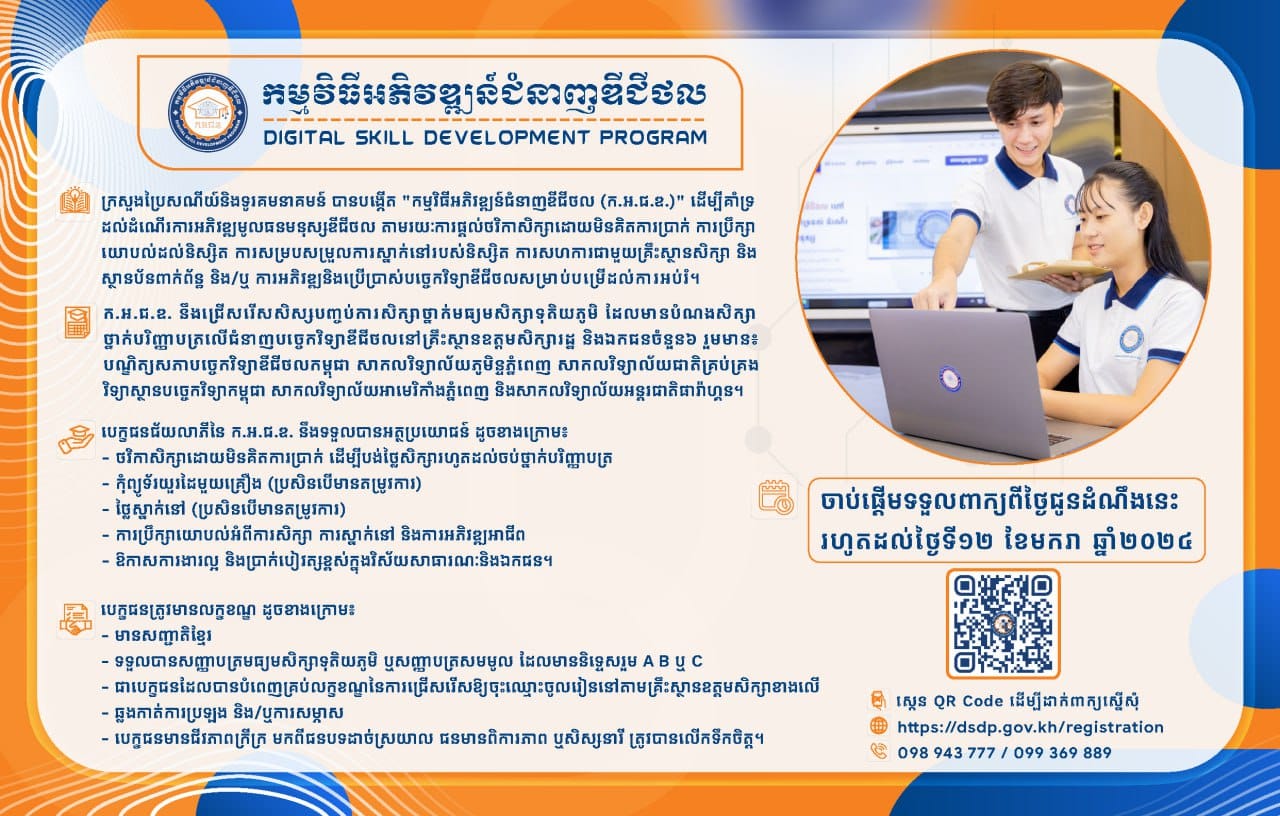 កម្មវិធីអភិវឌ្ឍន៍ជំនាញឌីជីថល
DIGITAL SKILL DEVELOPMENT PROGRAM
ក្រសួងប្រៃសណីយ៍និងទូរគមនាគមន៍ បានបង្កើត "កម្មវិធីអភិវឌ្ឍន៍ជំនាញឌីជីថល (ក.អ.ជ.ឌ.)" ដើម្បីគាំទ្រ
ដល់ដំណើរការអភិវឌ្ឍមូលធនមនុស្សឌីជីថល តាមរយៈការផ្តល់ថវិកាសិក្សាដោយមិនគិតការប្រាក់ ការប្រឹក្សា
យោបល់ដល់និស្សិត ការសម្របសម្រួលការស្នាក់នៅរបស់និស្សិត ការសហការជាមួយគ្រឹះស្ថានសិក្សា និង
ស្ថានប័នពាក់ព័ន្ធ និង/ឬ ការអភិវឌ្ឍនិងប្រើប្រាស់បច្ចេកវិទ្យាឌីជីថលសម្រាប់បម្រើដល់ការអប់រំ។
ក.អ.ជ.ឌ. នឹងជ្រើសរើសសិស្សបញ្ចប់ការសិក្សាថ្នាក់មធ្យមសិក្សាទុតិយភូមិ ដែលមានបំណងសិក្សា
ថ្នាក់បរិញ្ញាបត្រលើជំនាញបច្ចេកវិទ្យាឌីជីថលនៅគ្រឹះស្ថានឧត្តមសិក្សារដ្ឋ និងឯកជនចំនួន៦ រួមមាន៖
បណ្ឌិត្យសភាបច្ចេកវិទ្យាឌីជីថលកម្ពុជា សាកលវិទ្យាល័យភូមិន្ទភ្នំពេញ សាកលវិទ្យាល័យជាតិគ្រប់គ្រង
វិទ្យាស្ថានបច្ចេកវិទ្យាកម្ពុជា សាកលវិទ្យាល័យអាមេរិកាំងភ្នំពេញ និងសាកលវិទ្យាល័យអន្តរជាតិផារ៉ាហ្គន។
បេក្ខជនជ័យលាភីនៃ ក.អ.ជ.ឌ. នឹងទទួលបានអត្ថប្រយោជន៍ ដូចខាងក្រោម៖
- ថវិកាសិក្សាដោយមិនគិតការប្រាក់ ដើម្បីបង់ថ្លៃសិក្សារហូតដល់ចប់ថ្នាក់បរិញ្ញាបត្រ
- កុំព្យូទ័រយួរដៃមួយគ្រឿង (ប្រសិនបើមានតម្រូវការ)
- ថ្លៃស្នាក់នៅ (ប្រសិនបើមានតម្រូវការ)
- ការប្រឹក្សាយោបល់អំពីការសិក្សា ការស្នាក់នៅ និងការអភិវឌ្ឍអាជីព
- ឱកាសការងារល្អ និងប្រាក់បៀវត្សខ្ពស់ក្នុងវិស័យសាធារណៈនិងឯកជន។
ចាប់ផ្តើមទទួលពាក្យពីថ្ងៃជូនដំណឹងនេះ
រហូតដល់ថ្ងៃទី១២ ខែមករា ឆ្នាំ២០២៤
បេក្ខជនត្រូវមានលក្ខខណ្ឌ ដូចខាងក្រោម៖
- មានសញ្ជាតិខ្មែរ
- ទទួលបានសញ្ញាបត្រមធ្យមសិក្សាទុតិយភូមិ ឬសញ្ញាបត្រសមមូល ដែលមាននិទ្ទេសរួម A B ឬ C
- ជាបេក្ខជនដែលបានបំពេញគ្រប់លក្ខខណ្ឌនៃការជ្រើសរើសឱ្យចុះឈ្មោះចូលរៀននៅតាមគ្រឹះស្ថានឧត្តមសិក្សាខាងលើ
- ឆ្លងកាត់ការប្រឡង និង/ឬការសម្ភាស
- បេក្ខជនមានជីវភាពក្រីក្រ មកពីជនបទដាច់ស្រយាល ជនមានពិការភាព ឬសិស្សនារី ត្រូវបានលើកទឹកចិត្ត។
ស្កេន QR Code ដើម្បីដាក់ពាក្យស្នើសុំ
https://dsdp.gov.kh/registration
098 943 777 / 099 369 889